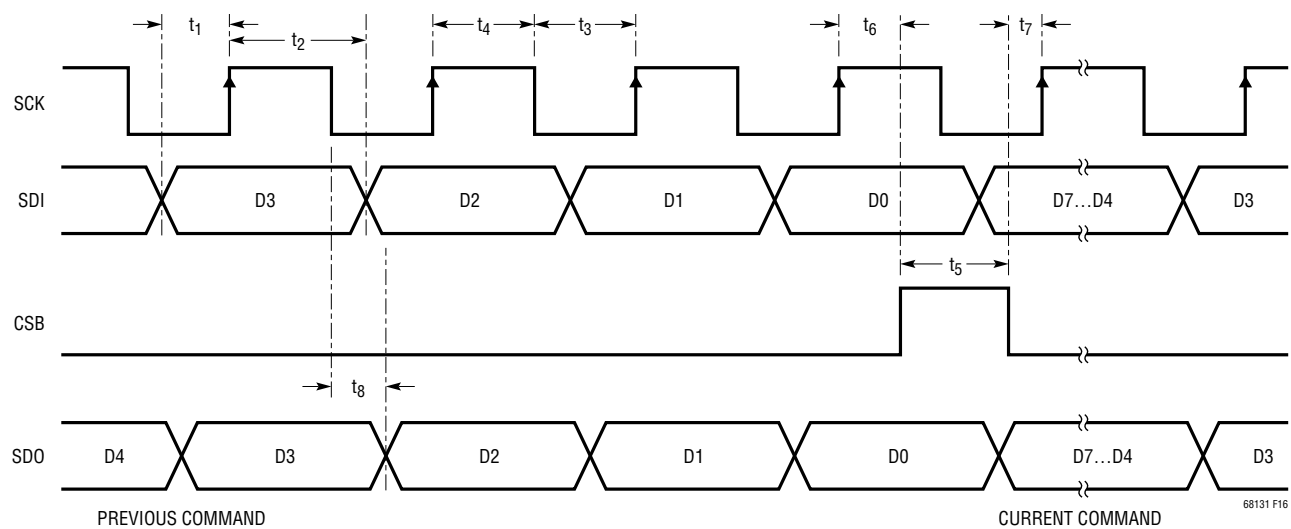 t1
t2
t4
t3
t6
t7
SCK
SDI
D3
D2
D1
D0
D7…D4
D3
t5
CSB
t8
SDO
D4
D3
D2
D1
D0
D7…D4
D3
68131 F16
PREVIOUS COMMAND
CURRENT COMMAND